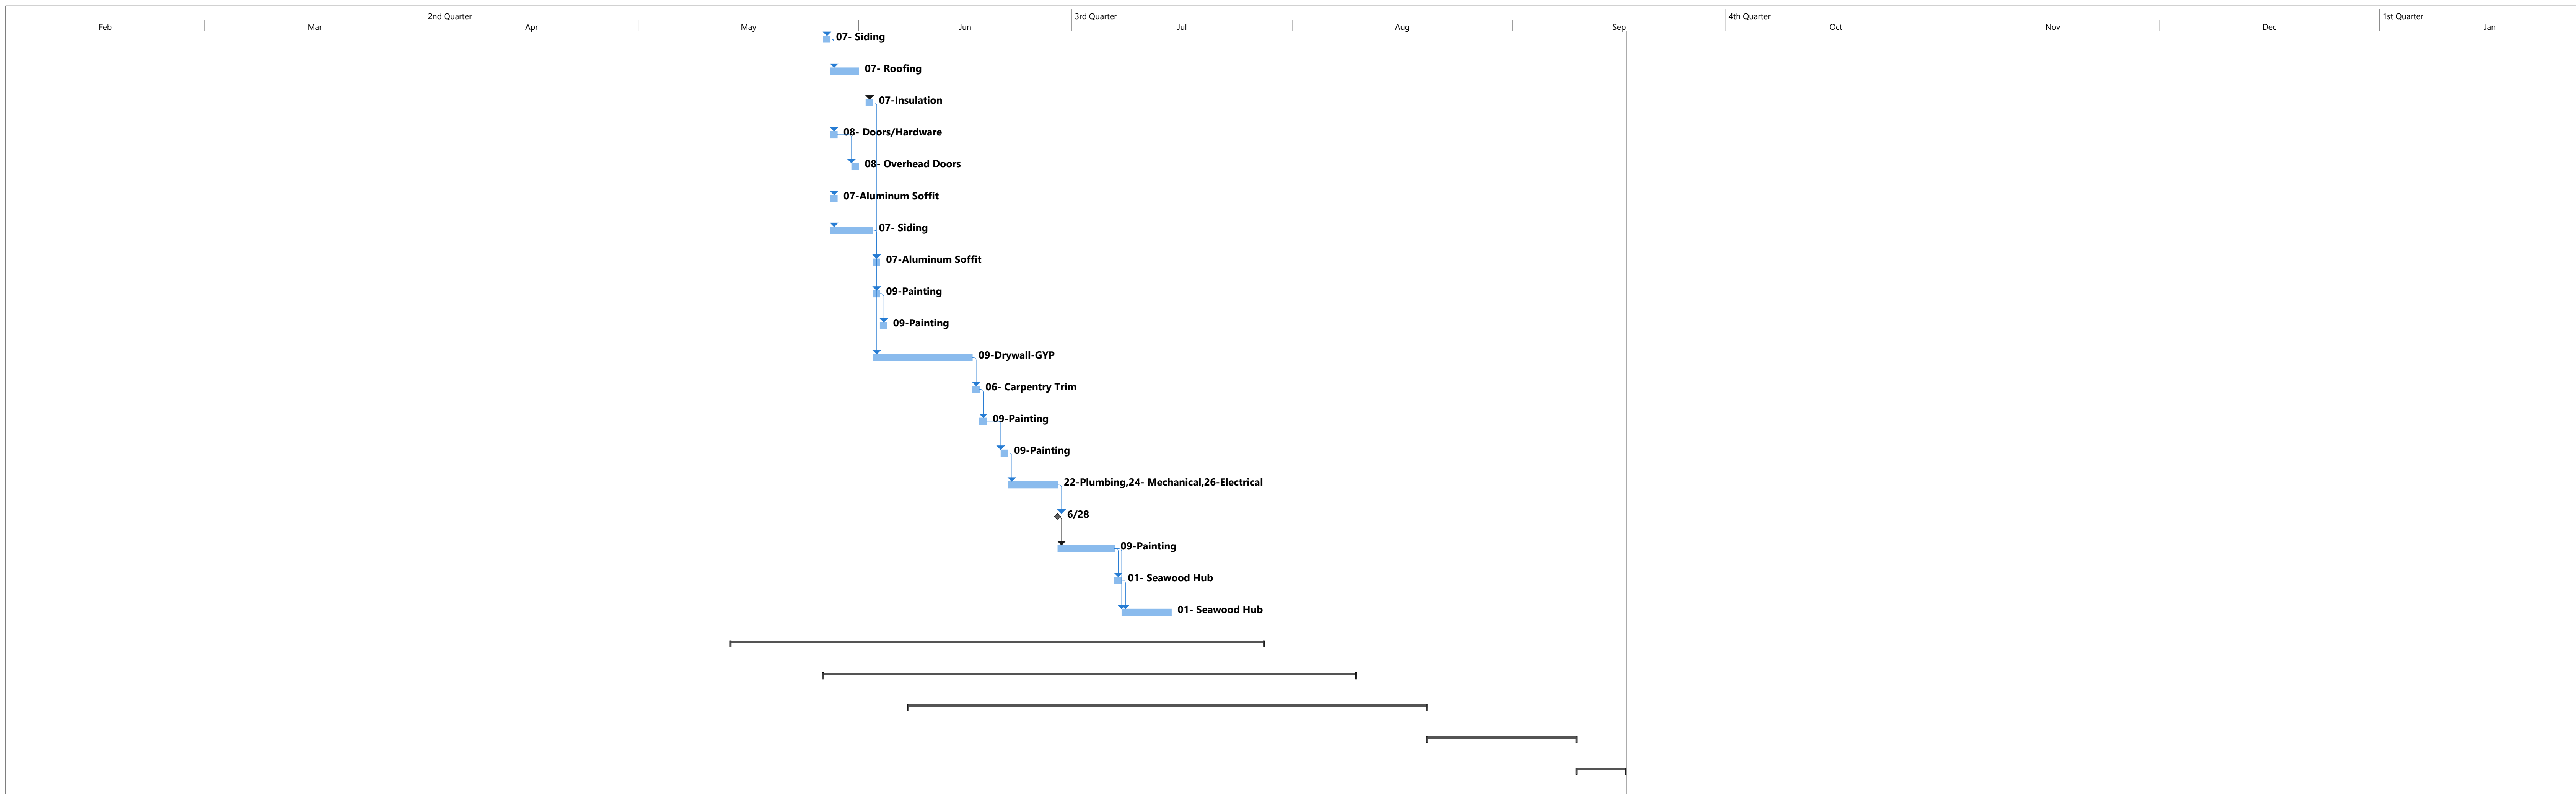 2nd Quarter 3rd Quarter 4th Quarter 1st Quarter
Feb Mar Apr May Jun Jul Aug Sep Oct Nov Dec Jan
07- Siding
07- Roofing
07-Insulation
08- Doors/Hardware
08- Overhead Doors
07-Aluminum Soffit
07- Siding
07-Aluminum Soffit
09-Painting
09-Painting
09-Drywall-GYP
06- Carpentry Trim
09-Painting
09-Painting
22-Plumbing,24- Mechanical,26-Electrical
6/28
09-Painting
01- Seawood Hub
01- Seawood Hub